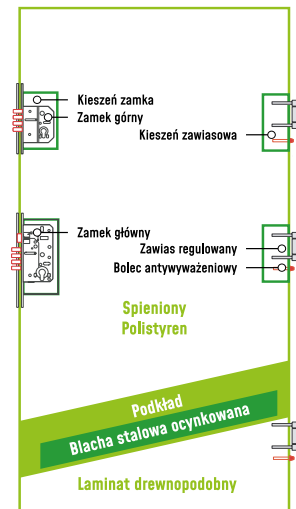 Kieszeń zamka
Zamek górny
Kieszeń zawiasowa
Zamek główny
Zawias regulowany
Bolec antywyważeniowy
Spieniony
Polistyren
Podkład
Blacha stalowa ocynkowana
Laminat drewnopodobny